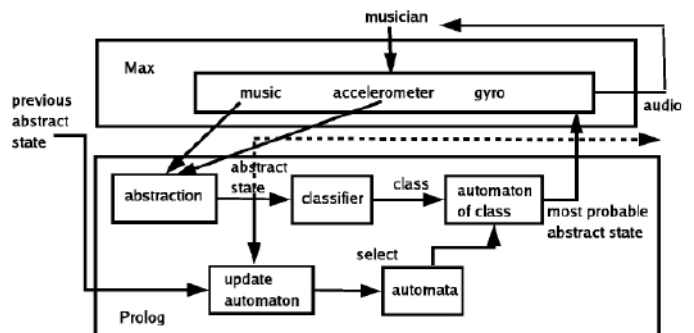 musician
Max
music accelerometer gyro
audio
previous
abstract
state
abstract
state
abstraction
classifier
class
automaton
of class
most probable
abstract state
select
update
automaton
automata
Prolog